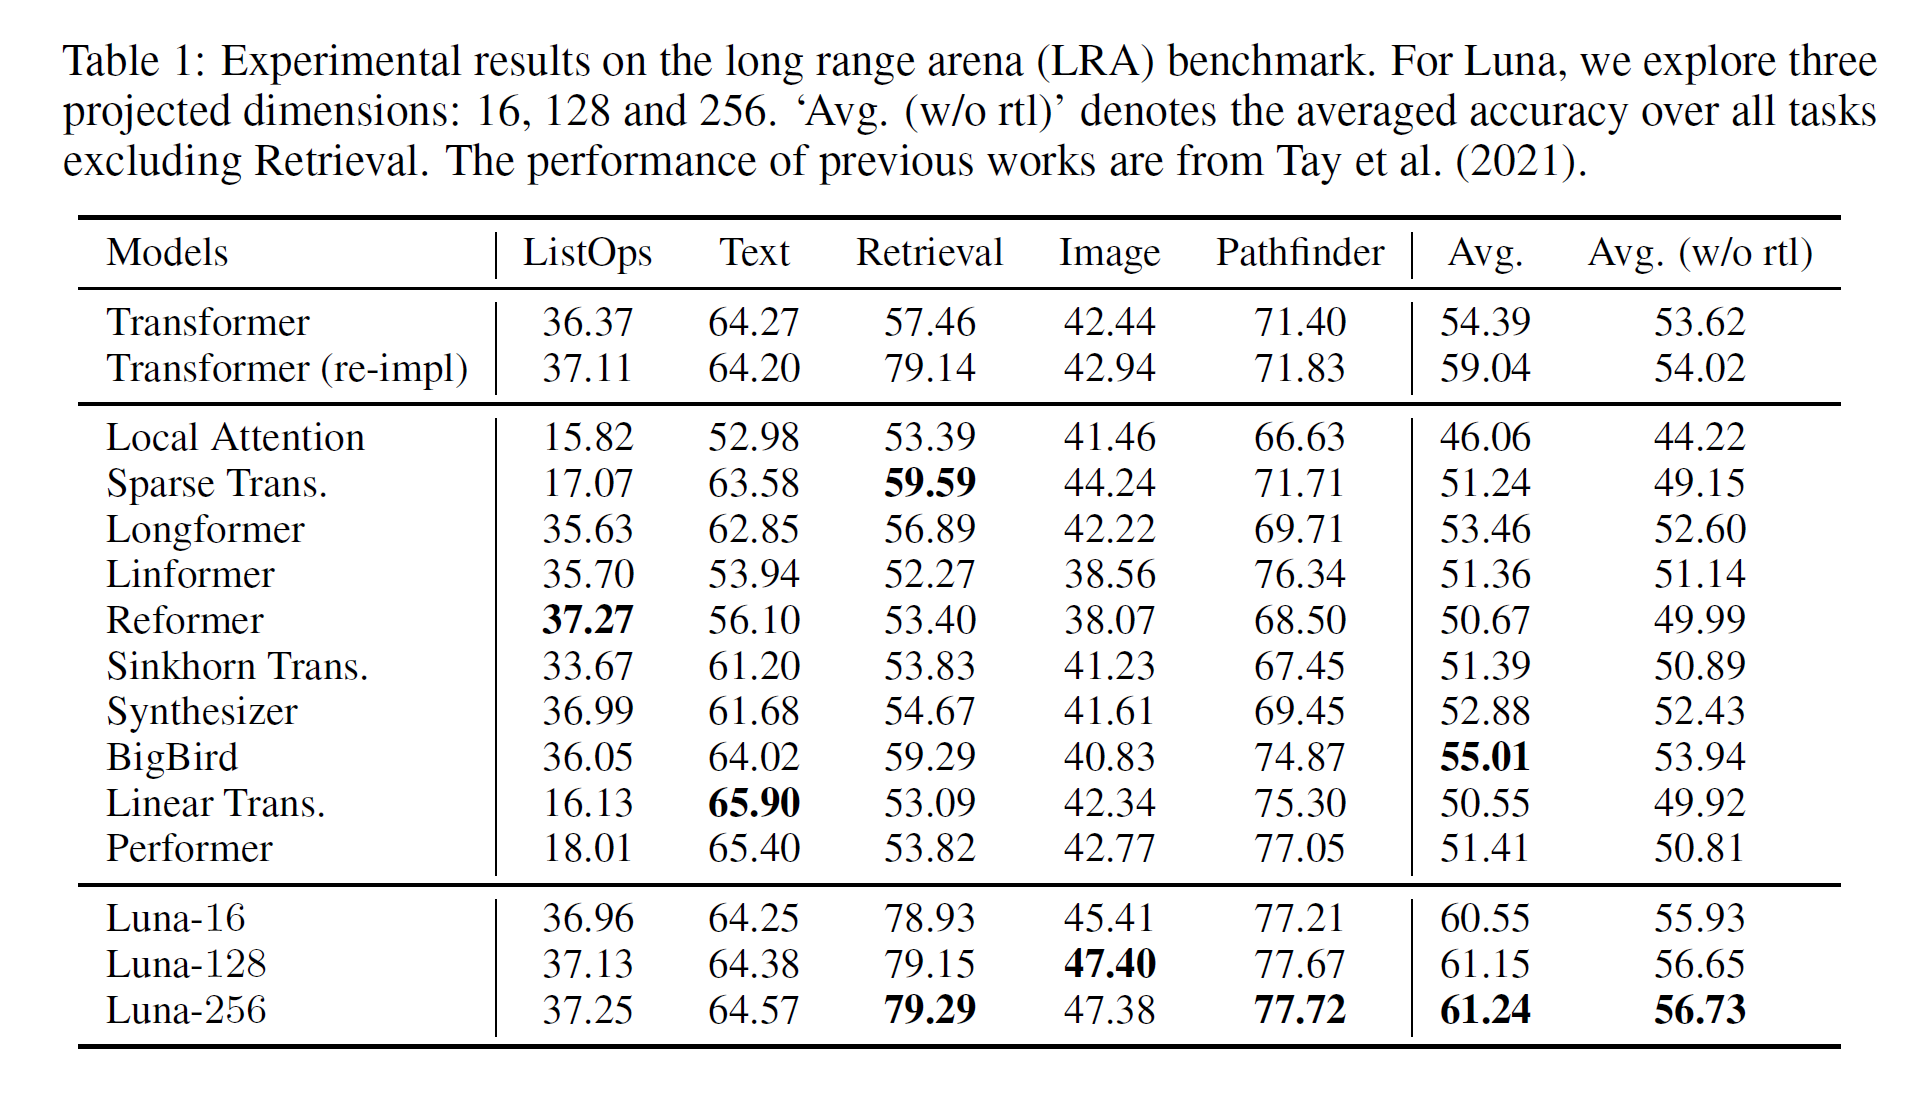 Table 1: Experimental results on the long range arena (LRA) benchmark. For Luna, we explore three
projected dimensions: 16, 128 and 256. ‘Avg. (w/o rtl)’ denotes the averaged accuracy over all tasks
excluding Retrieval. The performance of previous works are from Tay et al. (2021).
Models ListOps Text Retrieval Image Pathfinder Avg. Avg. (w/o rtl)
Transformer 36.37 64.27 57.46 42.44 71.40 54.39 53.62
Transformer (re-impl) 37.11 64.20 79.14 42.94 71.83 59.04 54.02
Local Attention 15.82 52.98 53.39 41.46 66.63 46.06 44.22
Sparse Trans. 17.07 63.58 59.59 44.24 71.71 51.24 49.15
Longformer 35.63 62.85 56.89 42.22 69.71 53.46 52.60
Linformer 35.70 53.94 52.27 38.56 76.34 51.36 51.14
Reformer 37.27 56.10 53.40 38.07 68.50 50.67 49.99
Sinkhorn Trans. 33.67 61.20 53.83 41.23 67.45 51.39 50.89
Synthesizer 36.99 61.68 54.67 41.61 69.45 52.88 52.43
BigBird 36.05 64.02 59.29 40.83 74.87 55.01 53.94
Linear Trans. 16.13 65.90 53.09 42.34 75.30 50.55 49.92
Performer 18.01 65.40 53.82 42.77 77.05 51.41 50.81
Luna-16 36.96 64.25 78.93 45.41 77.21 60.55 55.93
Luna-128 37.13 64.38 79.15 47.40 77.67 61.15 56.65
Luna-256 37.25 64.57 79.29 47.38 77.72 61.24 56.73